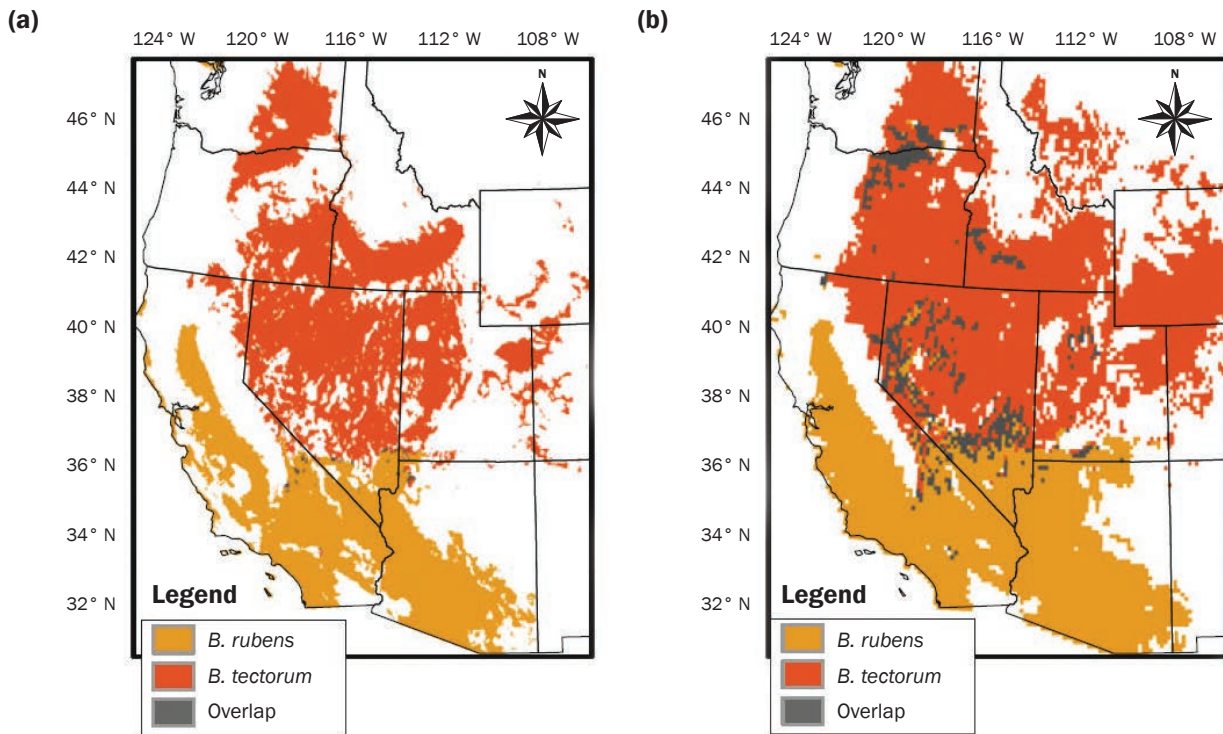 (a)
124° W 120° W 116° W 112° W 108° W
N
46° N
44° N
42° N
40° N
38° N
36° N
34° N
32° N
Legend
B. rubens
B. tectorum
Overlap
(b)
124° W 120° W 116° W 112° W 108° W
N
46° N
44° N
42° N
40° N
38° N
36° N
34° N
32° N
Legend
B. rubens
B. tectorum
Overlap